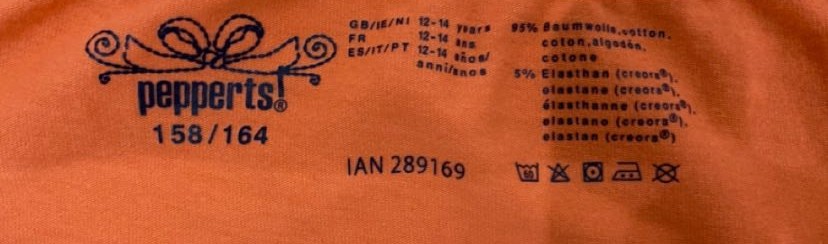 pepperts!®
158/164
GB/IE/NI 12-14 years
FR 12-14 ans
ES/IT/PT 12-14 años/
anni/anos
IAN 289169
95% Baumwolle.cotton.
coton.algodón.
cotone
5% Elasthan (creora®).
elastane (creora®).
élasthanne (creora®).
elastano (creora®).
elastan (creora®)